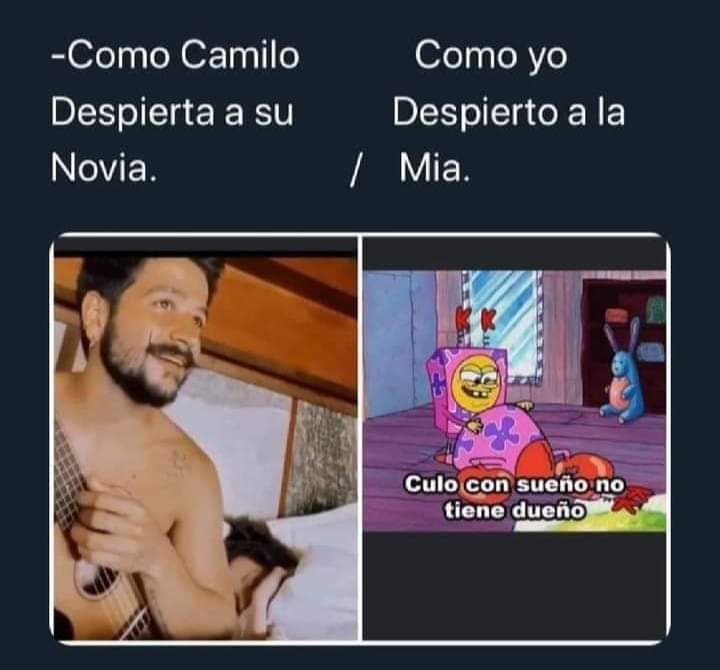 -Como Camilo
Despierta a su
Novia.
/
Como yo
Despierto a la
Mia.
K K
Culo con sueño no
tiene dueño